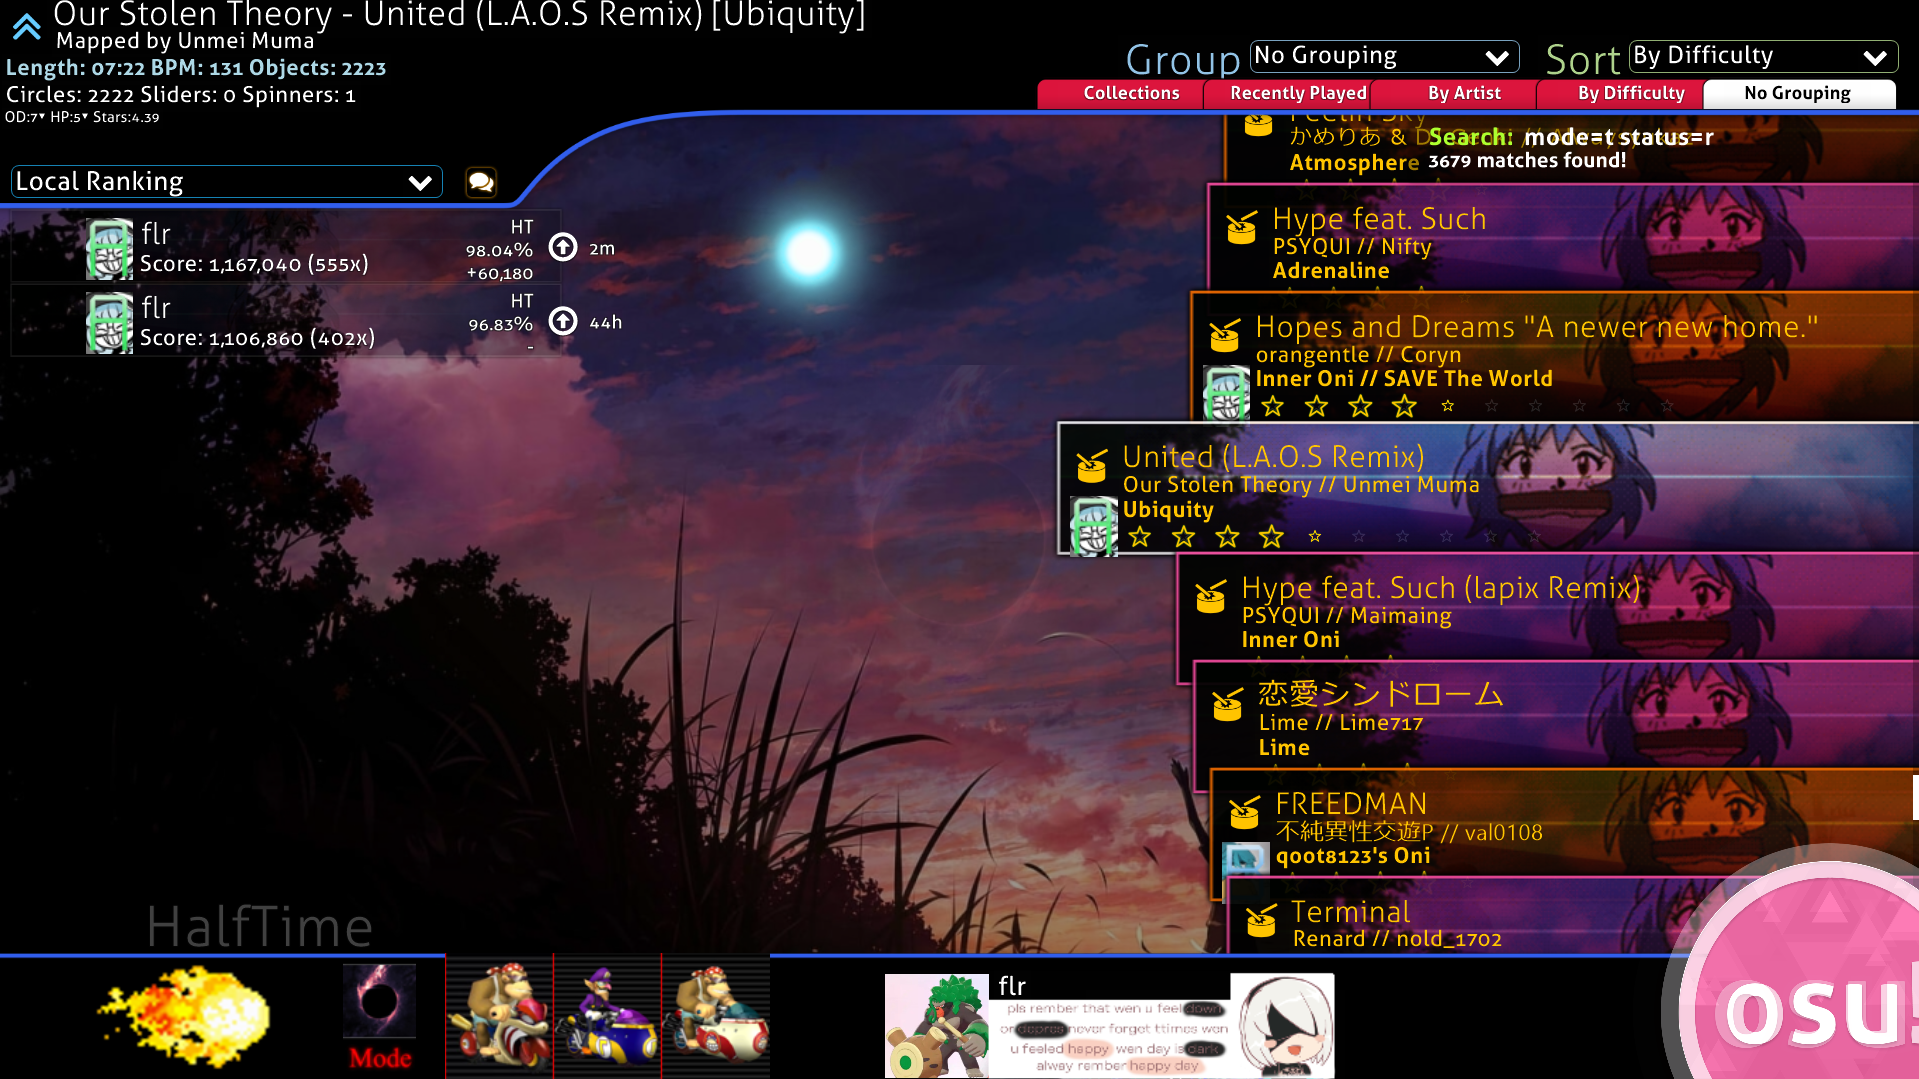 Our Stolen Theory - United (L.A.O.S Remix) [Ubiquity]
Mapped by Unmei Muma
Length: 07:22 BPM: 131 Objects: 2223
Circles: 2222 Sliders: 0 Spinners: 1
OD:7▾ HP:5▾ Stars:4.39
Group No Grouping Sort By Difficulty
Collections Recently Played By Artist By Difficulty No Grouping
Local Ranking
flr
Score: 1,167,040 (555x)
HT
98.04%
+60,180
2m
flr
Score: 1,106,860 (402x)
HT
96.83%
-
44h
Search: mode=t status=r
3679 matches found!
Feelin Sky
かめりあ &
Atmosphere
Hype feat. Such
PSYQUI // Nifty
Adrenaline
Hopes and Dreams "A newer new home."
orangentle // Coryn
Inner Oni // SAVE The World
United (L.A.O.S Remix)
Our Stolen Theory // Unmei Muma
Ubiquity
Hype feat. Such (lapix Remix)
PSYQUI // Maimaing
Inner Oni
恋愛シンドローム
Lime // Lime717
Lime
FREEDMAN
不純異性交遊P // val0108
qoot8123's Oni
Terminal
Renard // nold_1702
HalfTime
Mode
flr
pls rember that wen u feel down
or depres never forget ttimes wen
u feeled happy wen day is dark
alway rember happy day
osu!